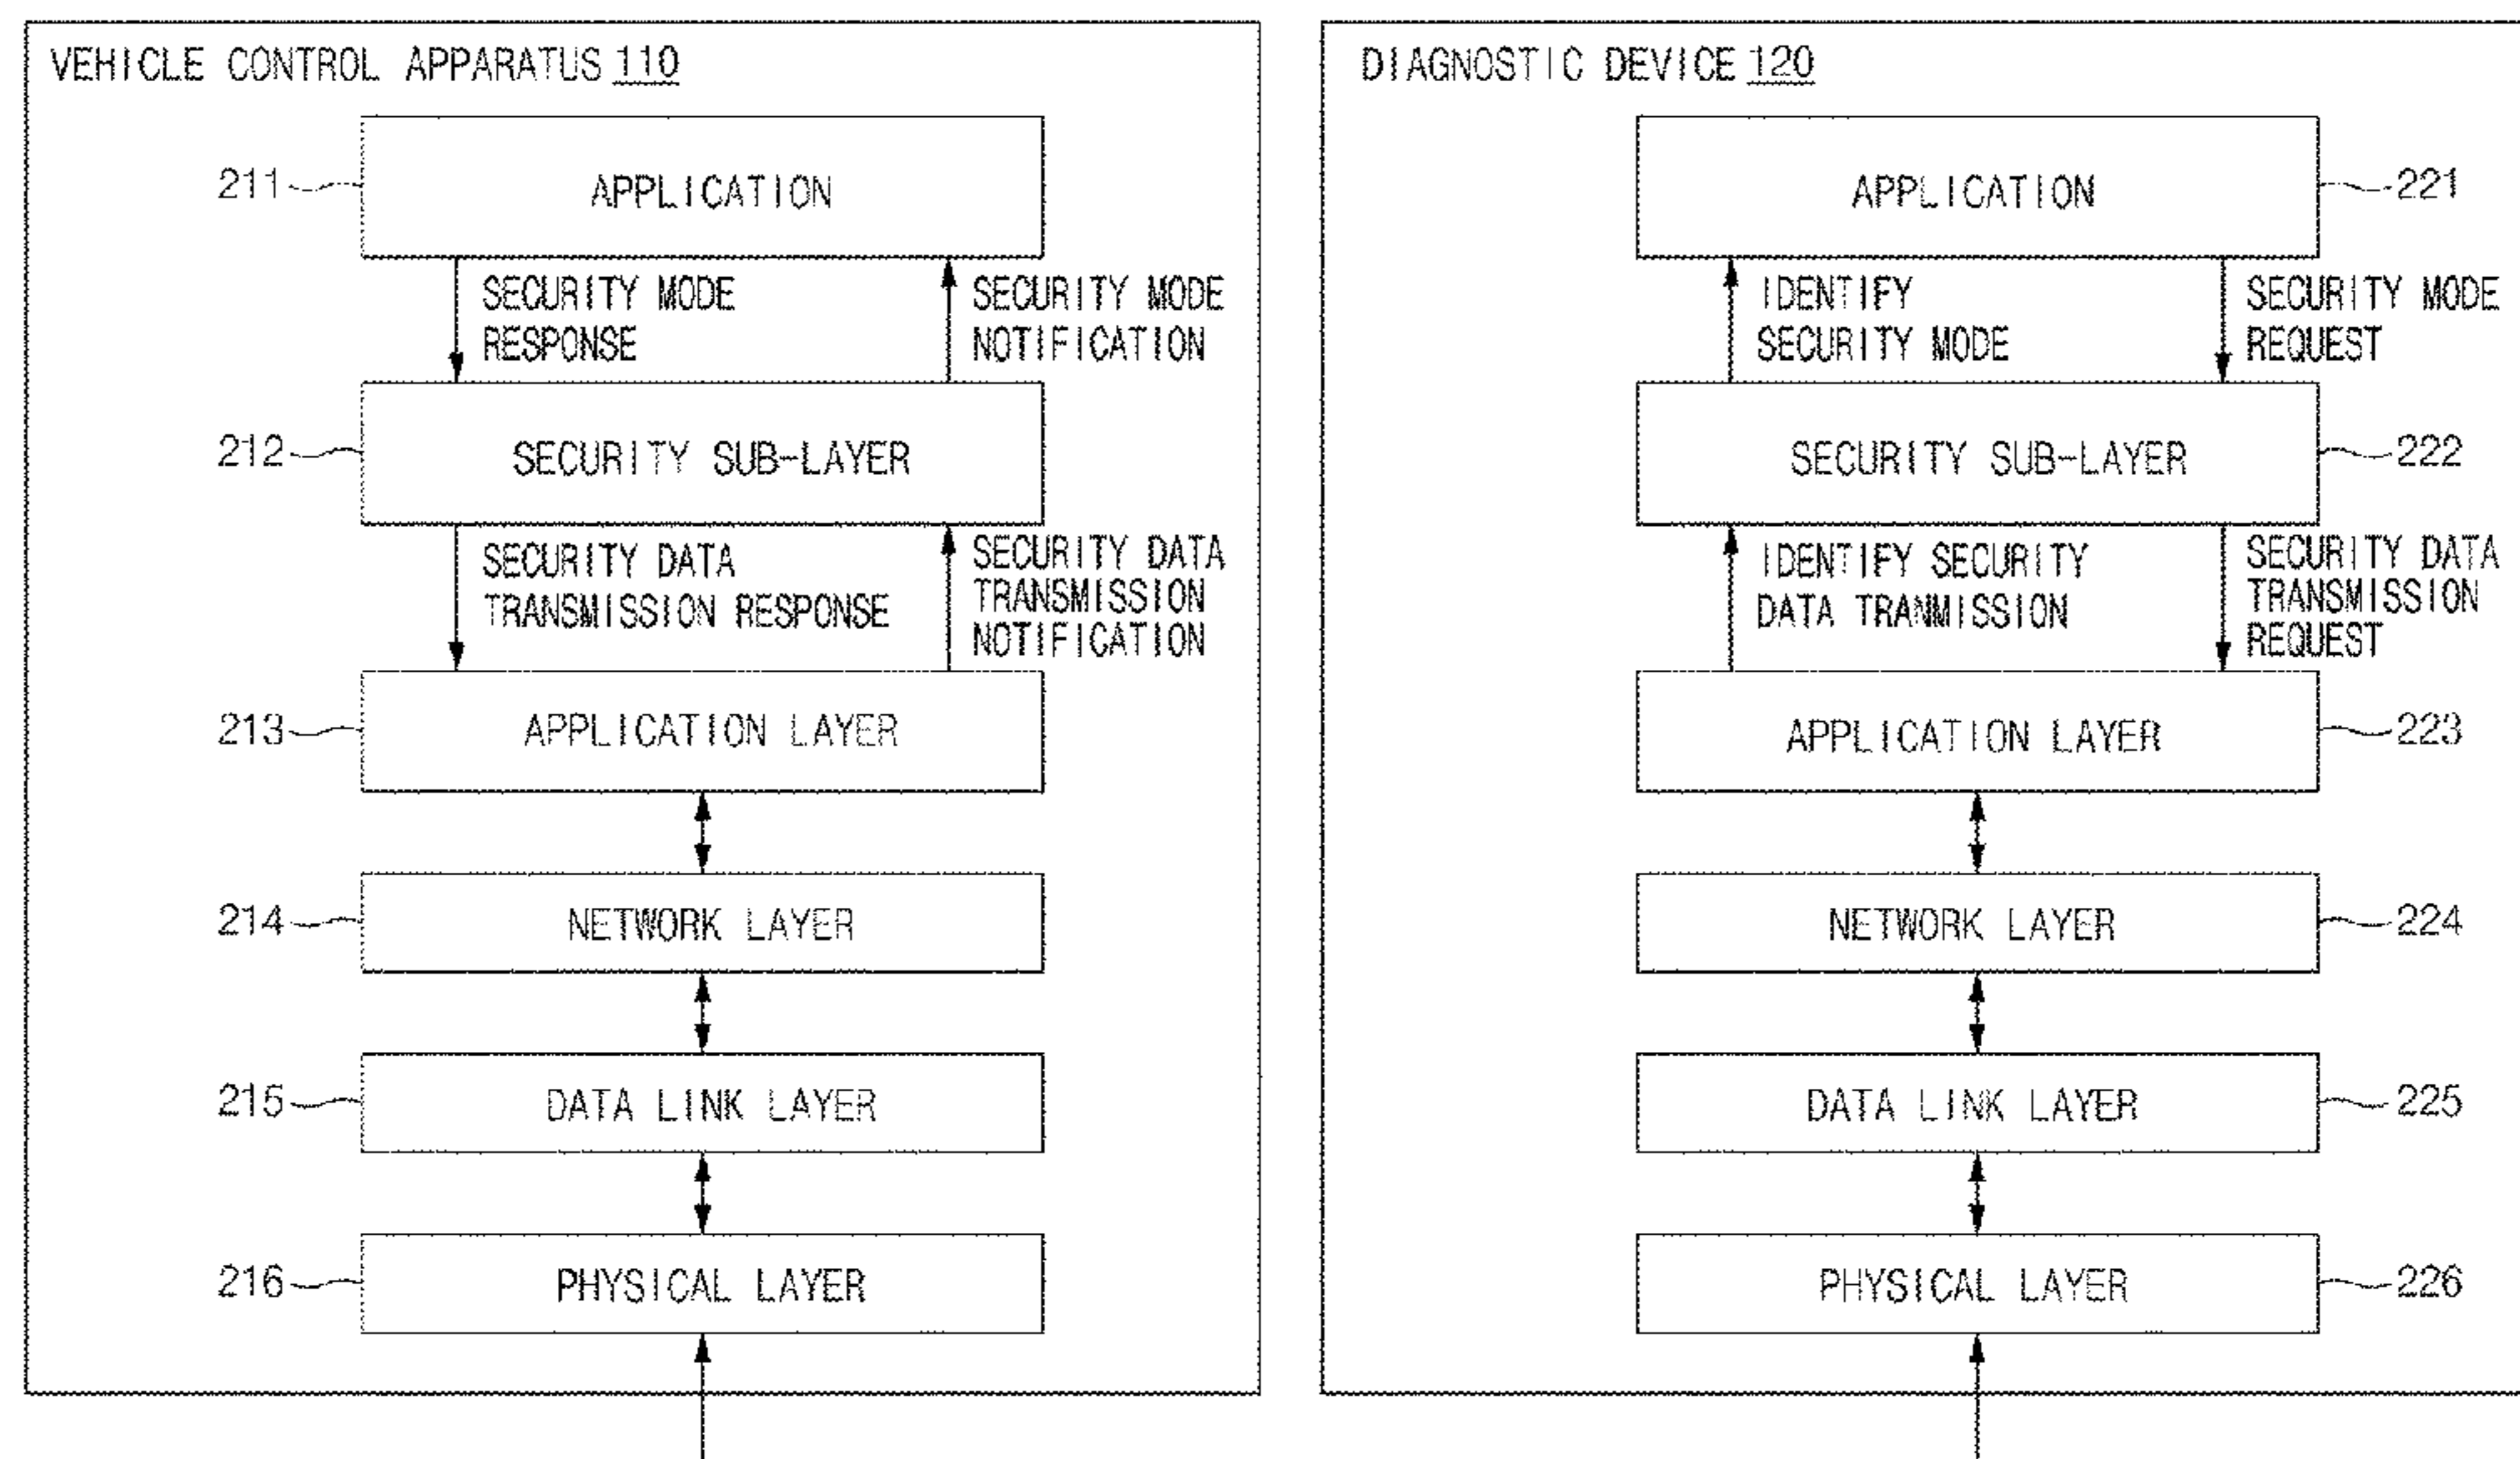 VEHICLE CONTROL APPARATUS 110
211
APPLICATION
SECURITY MODE
RESPONSE
SECURITY MODE
NOTIFICATION
212
SECURITY SUB-LAYER
SECURITY DATA
TRANSMISSION RESPONSE
SECURITY DATA
TRANSMISSION
NOTIFICATION
213
APPLICATION LAYER
214
NETWORK LAYER
215
DATA LINK LAYER
216
PHYSICAL LAYER
DIAGNOSTIC DEVICE 120
APPLICATION
221
IDENTIFY
SECURITY MODE
SECURITY MODE
REQUEST
SECURITY SUB-LAYER
222
IDENTIFY SECURITY
DATA TRANMISSION
SECURITY DATA
TRANSMISSION
REQUEST
APPLICATION LAYER
223
NETWORK LAYER
224
DATA LINK LAYER
225
PHYSICAL LAYER
226